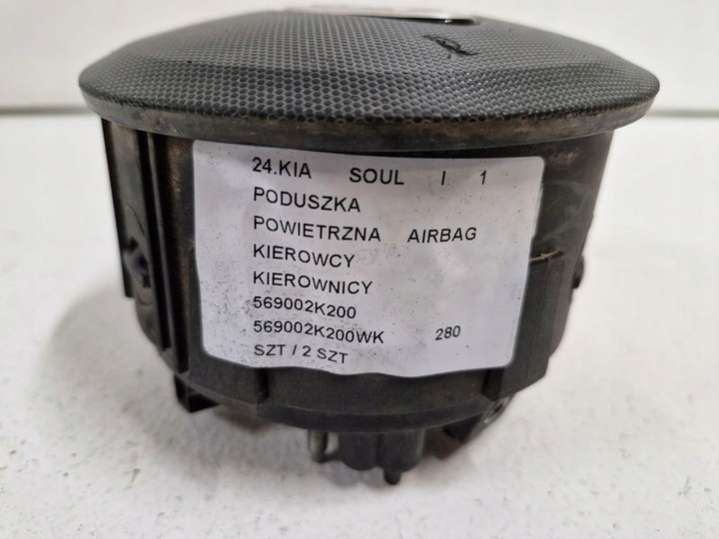 24.KIA SOUL I 1
PODUSZKA
POWIETRZNA AIRBAG
KIEROWCY
KIEROWNICY
569002K200
569002K200WK 280
SZT / 2 SZT